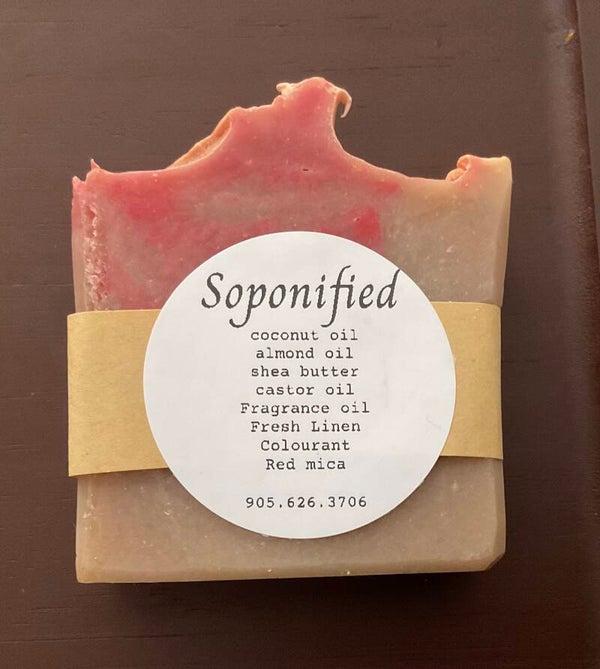 Soponified
coconut oil
almond oil
shea butter
castor oil
Fragrance oil
Fresh Linen
Colourant
Red mica
905.626.3706